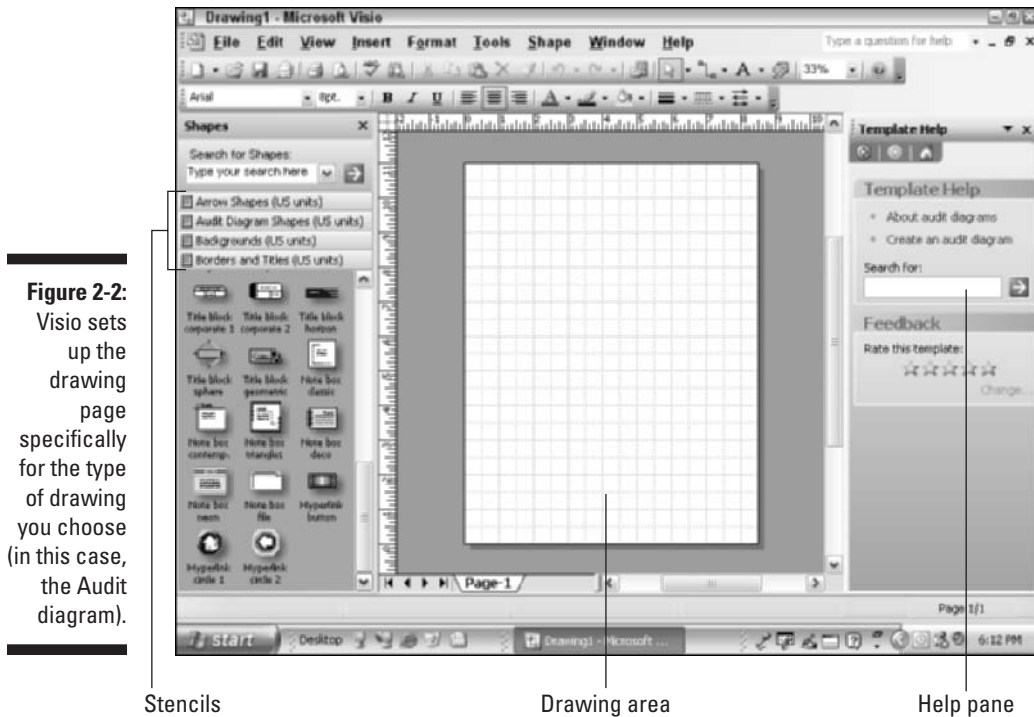 Drawing1 - Microsoft Visio
File Edit View Insert Format Tools Shape Window Help
Type a question for help
33%
Arial
8pt.
B I U
Shapes
Search for Shapes:
Type your search here
Arrow Shapes (US units)
Audit Diagram Shapes (US units)
Backgrounds (US units)
Borders and Titles (US units)
Title block corporate 1
Title block corporate 2
Title block horizon
Title block sphere
Title block geometric
Note box classic
Note box contemp.
Note box triangles
Note box deco
Note box neon
Note box file
Hyperlink button
Hyperlink circle 1
Hyperlink circle 2
Page-1
Template Help
Template Help
About audit diagrams
Create an audit diagram
Search for:
Feedback
Rate this template:
Change...
Page 1/1
start
Desktop
Drawing1 - Microsoft ...
6:12 PM
Figure 2-2:
Visio sets
up the
drawing
page
specifically
for the type
of drawing
you choose
(in this case,
the Audit
diagram).
Stencils
Drawing area
Help pane